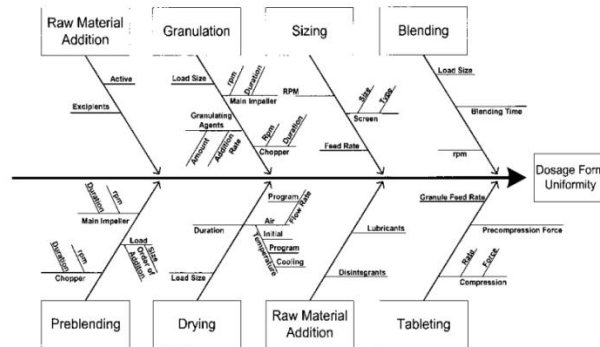 Raw Material
Addition
Granulation
Sizing
Blending
Active
Excipients
Load Size
rpm
Duration
Main Impeller
Granulating
Agents
Amount
Addition
Rate
Rpm
Duration
Chopper
RPM
Size
Type
Screen
Feed Rate
Load Size
Blending Time
rpm
Dosage Form
Uniformity
Duration
rpm
Main Impeller
Duration
rpm
Chopper
Load
Size
Order of
Addition
Program
Air
Flow Rate
Duration
Initial
Program
Cooling
Temperature
Load Size
Lubricants
Disintegrants
Granule Feed Rate
Precompression Force
Rate
Force
Compression
Preblending
Drying
Raw Material
Addition
Tableting